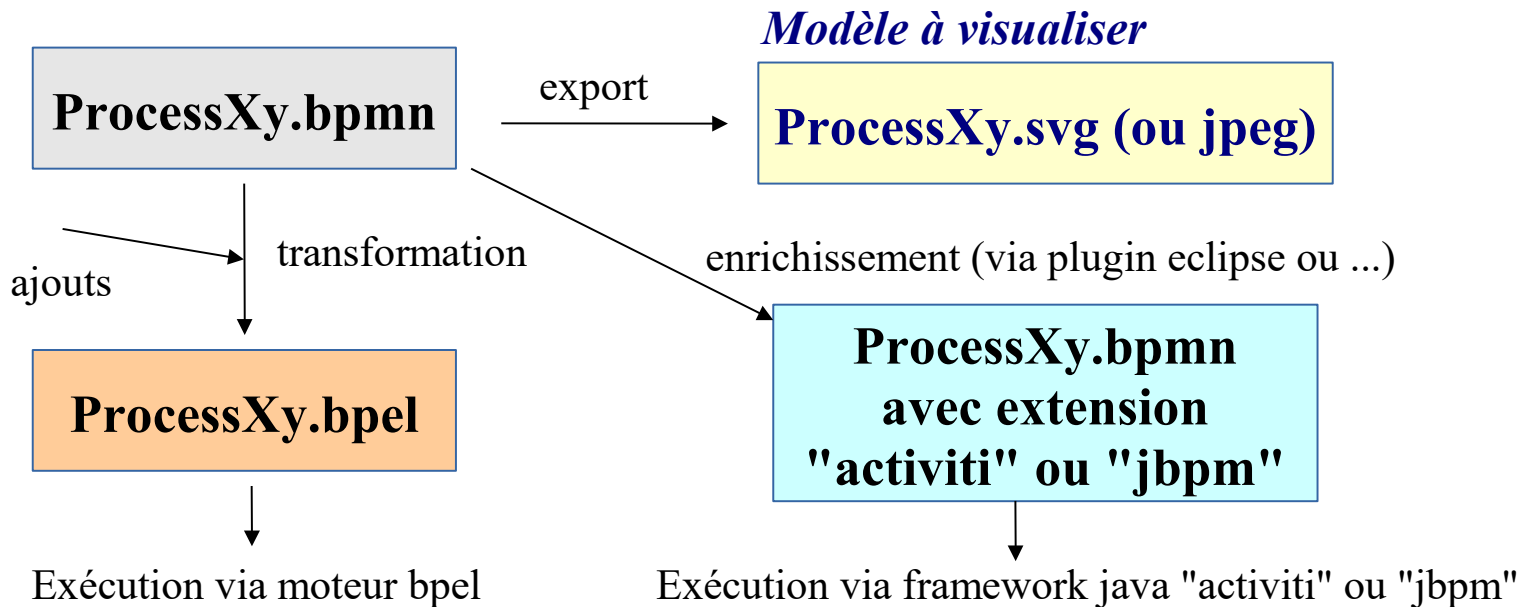 Modèle à visualiser
ProcessXy.bpmn
export
ProcessXy.svg (ou jpeg)
ajouts
transformation
enrichissement (via plugin eclipse ou ...)
ProcessXy.bpel
ProcessXy.bpmn
avec extension
"activiti" ou "jbpm"
Exécution via moteur bpel
Exécution via framework java "activiti" ou "jbpm"